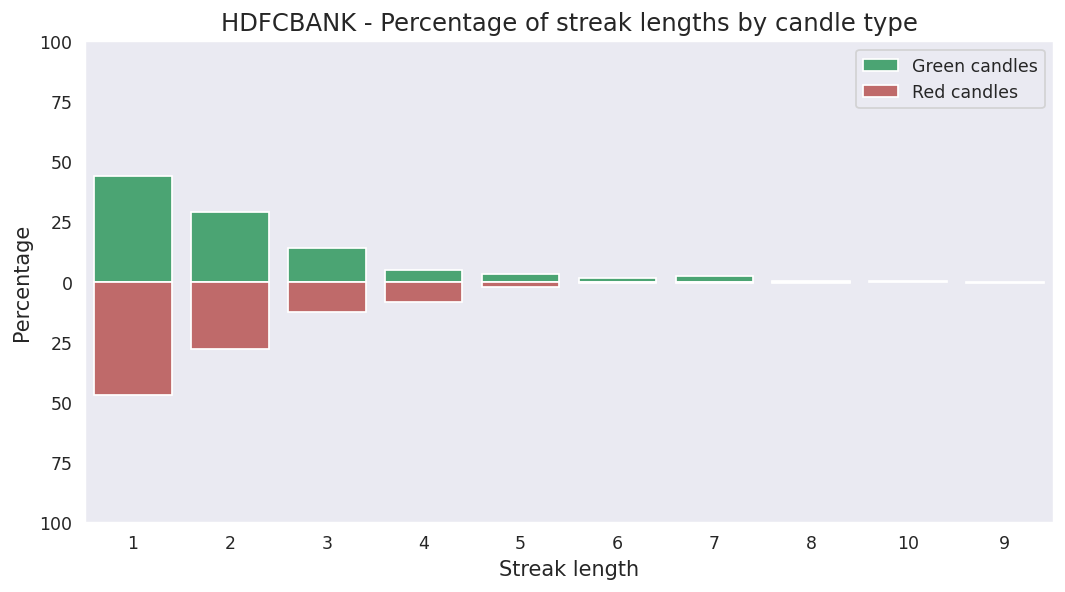 HDFCBANK - Percentage of streak lengths by candle type
Green candles
Red candles
Percentage
100
75
50
25
0
25
50
75
100
1 2 3 4 5 6 7 8 10 9
Streak length